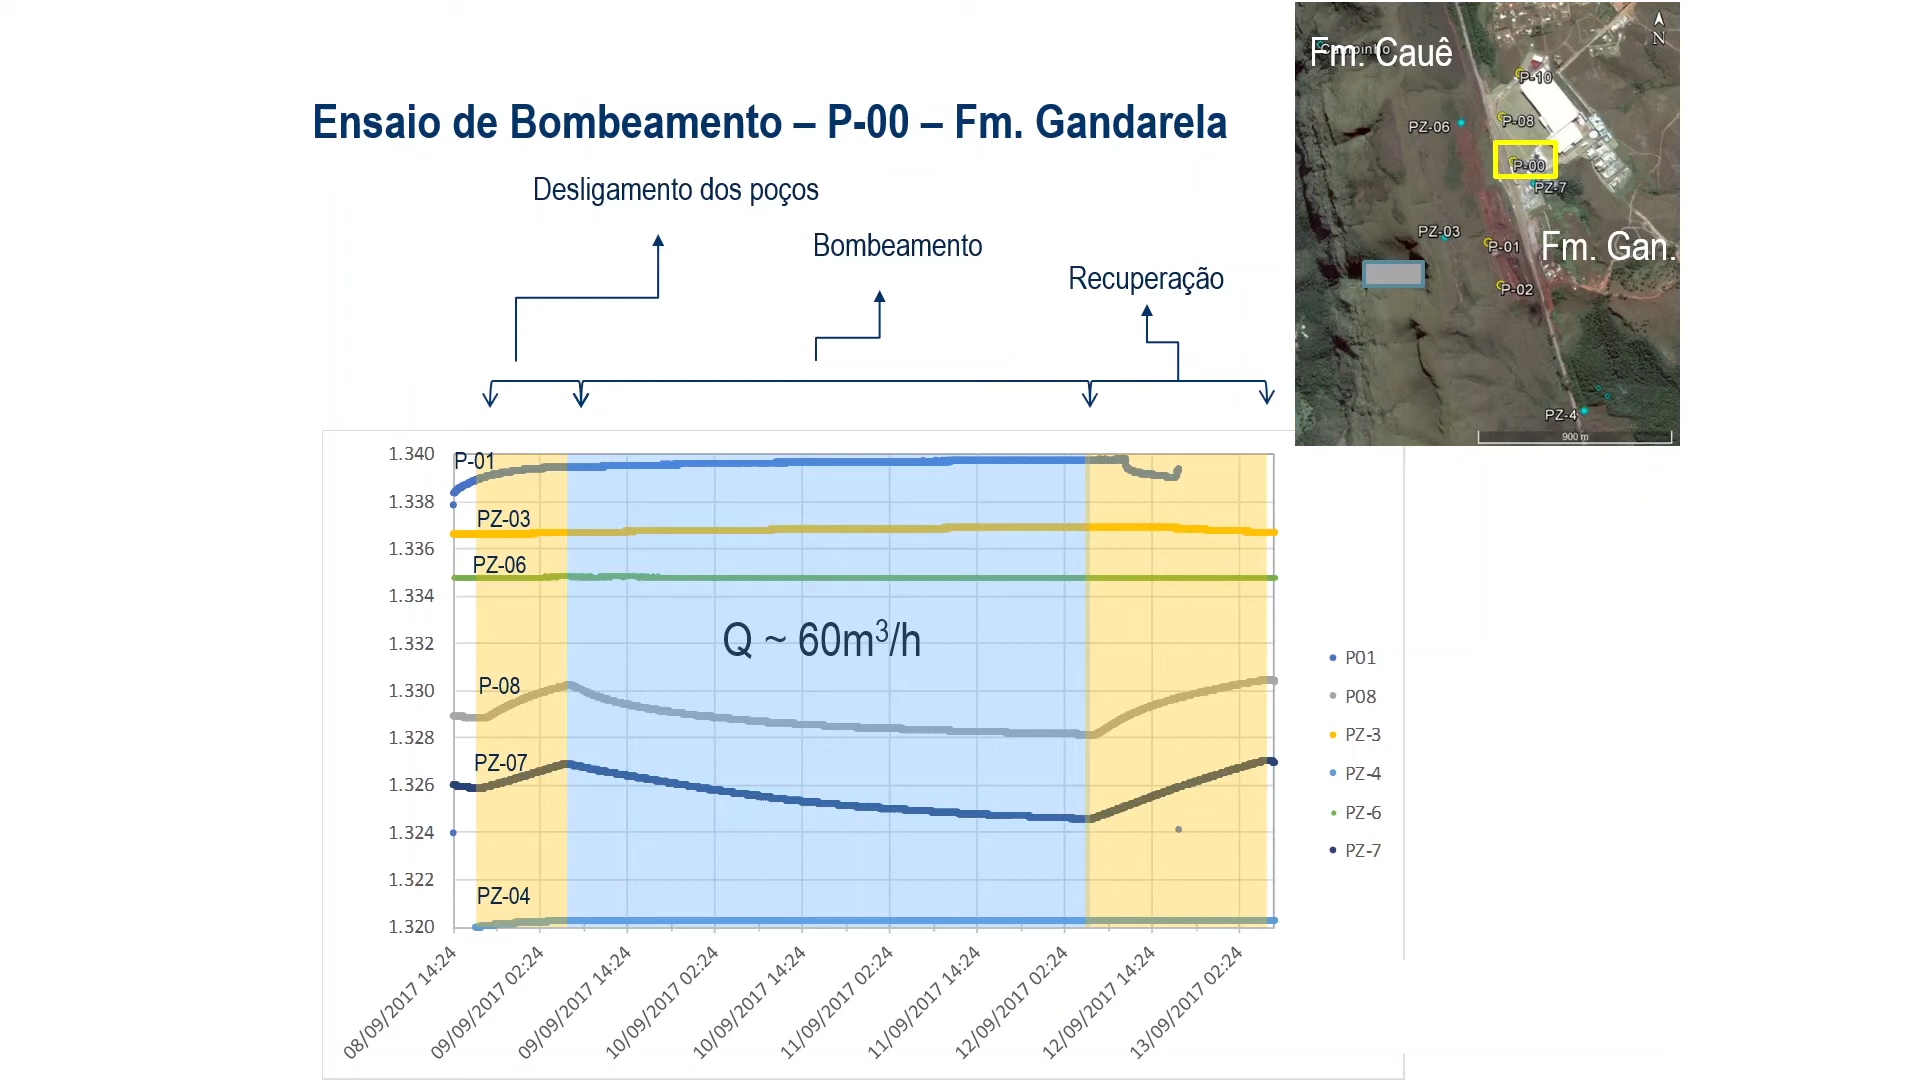 Ensaio de Bombeamento – P-00 – Fm. Gandarela
Desligamento dos poços
Bombeamento
Recuperação
Campinho
Fm. Cauê
N
P-10
P-08
PZ-06
P-00
PZ-7
PZ-03
P-01
Fm. Gan.
P-02
PZ-4
900 m
1.340
1.338
1.336
1.334
1.332
1.330
1.328
1.326
1.324
1.322
1.320
P-01
PZ-03
PZ-06
Q ~ 60m³/h
P-08
PZ-07
PZ-04
P01
P08
PZ-3
PZ-4
PZ-6
PZ-7
08/09/2017 14:24
09/09/2017 02:24
09/09/2017 14:24
10/09/2017 02:24
10/09/2017 14:24
11/09/2017 02:24
11/09/2017 14:24
12/09/2017 02:24
12/09/2017 14:24
13/09/2017 02:24